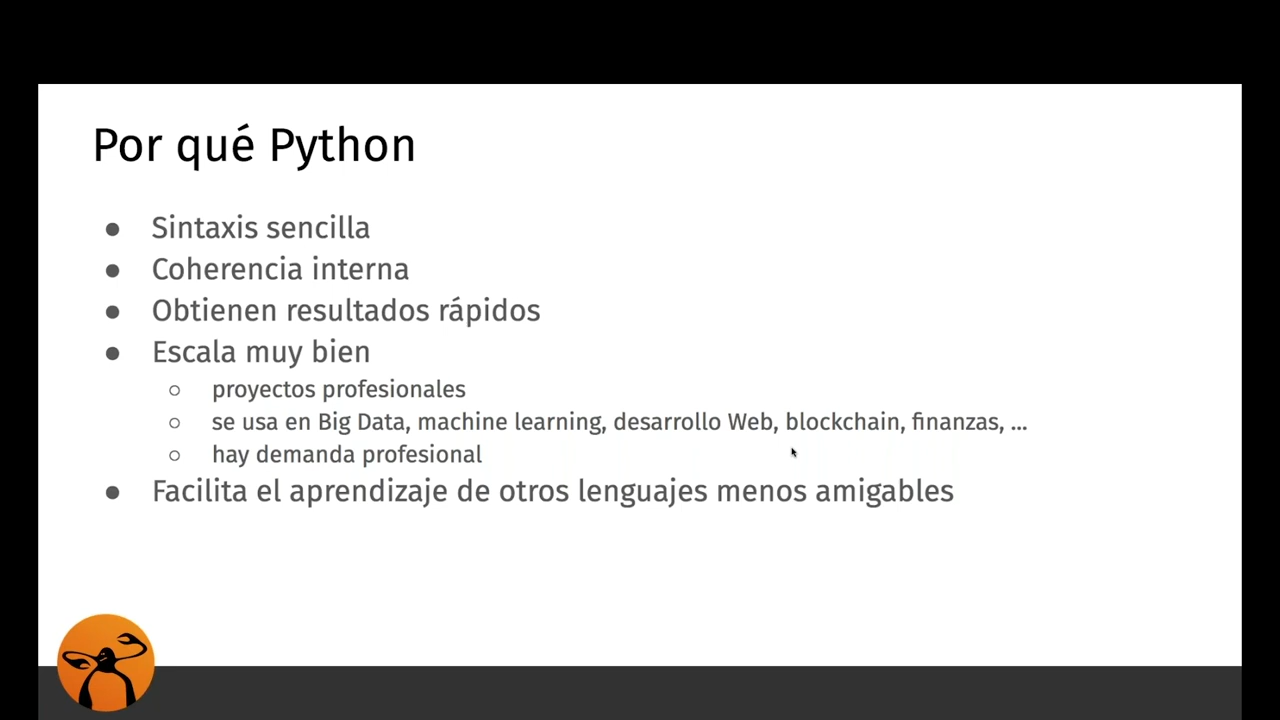 Por qué Python
● Sintaxis sencilla
● Coherencia interna
● Obtienen resultados rápidos
● Escala muy bien
○ proyectos profesionales
○ se usa en Big Data, machine learning, desarrollo Web, blockchain, finanzas, ...
○ hay demanda profesional
● Facilita el aprendizaje de otros lenguajes menos amigables